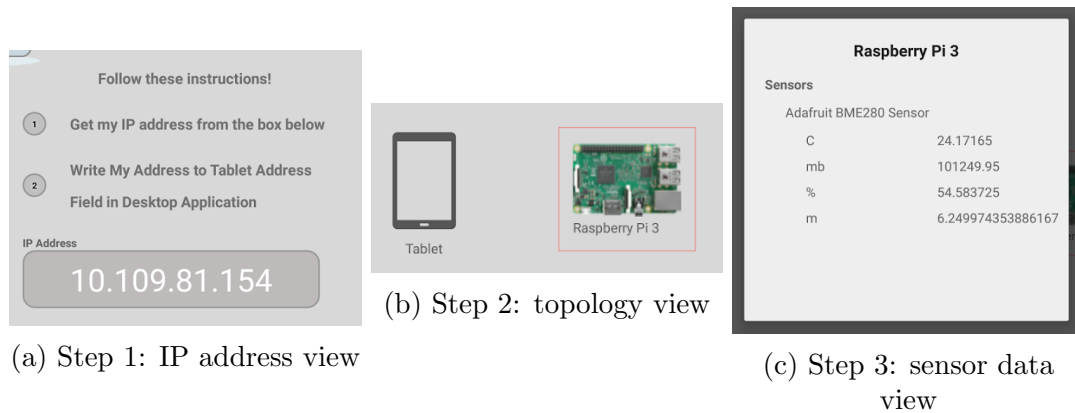 Follow these instructions!
1 Get my IP address from the box below
2 Write My Address to Tablet Address
Field in Desktop Application
IP Address
10.109.81.154
(a) Step 1: IP address view
Tablet
Raspberry Pi 3
(b) Step 2: topology view
Raspberry Pi 3
Sensors
Adafruit BME280 Sensor
C 24.17165
mb 101249.95
% 54.583725
m 6.249974353886167
(c) Step 3: sensor data
view